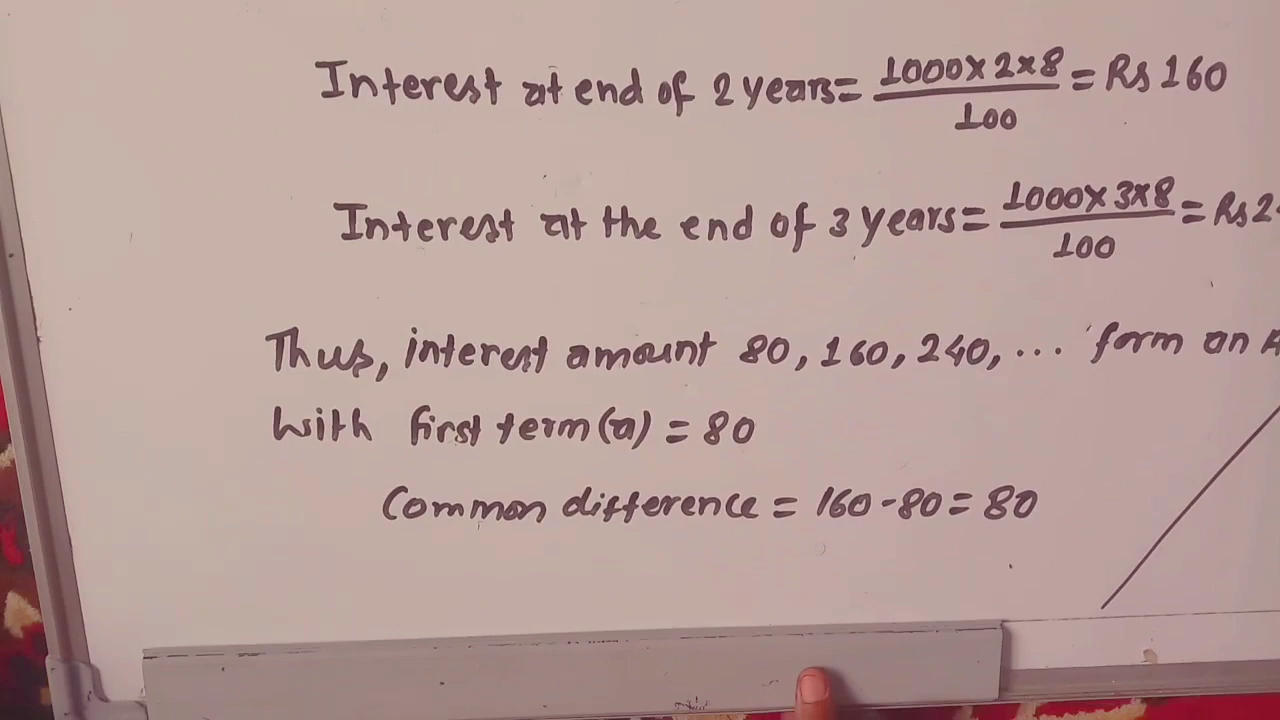 Interest at end of 2 years = 1000 × 2 × 8 / 100 = Rs 160
Interest at the end of 3 years = 1000 × 3 × 8 / 100 = Rs 2
Thus, interest amount 80, 160, 240, ... form an A
with first term (a) = 80
Common difference = 160 - 80 = 80